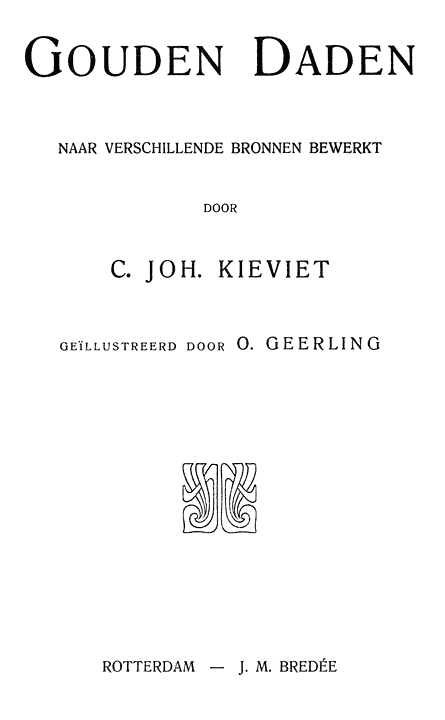 GOUDEN DADEN
NAAR VERSCHILLENDE BRONNEN BEWERKT
DOOR
C. JOH. KIEVIET
GEÏLLUSTREERD DOOR O. GEERLING
ROTTERDAM — J. M. BREDÉE